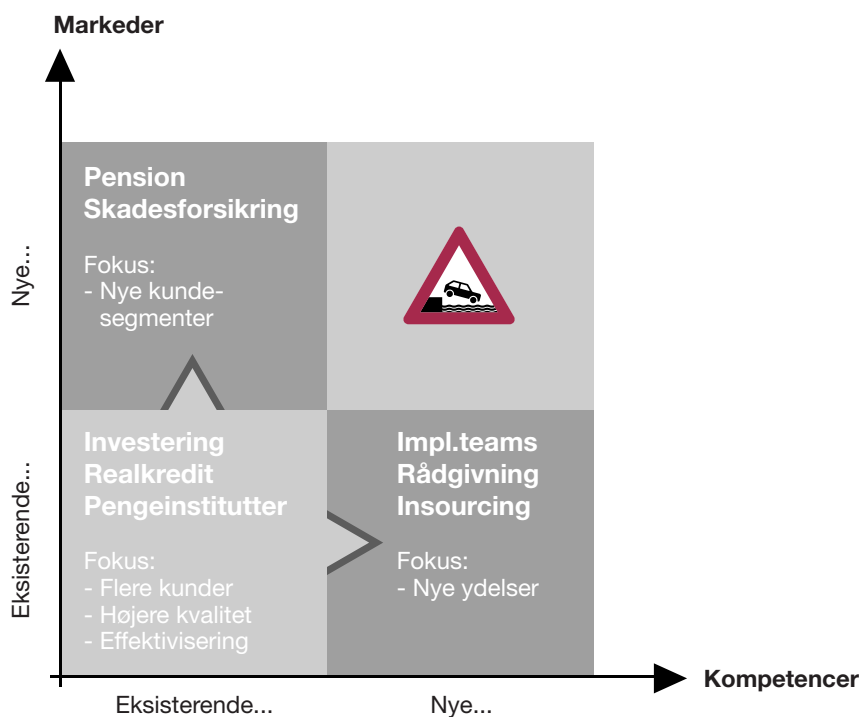 Markeder
Nye...
Pension
Skadesforsikring
Fokus:
- Nye kunde-
segmenter
Eksisterende...
Investering
Realkredit
Pengeinstitutter
Fokus:
- Flere kunder
- Højere kvalitet
- Effektivisering
Impl.teams
Rådgivning
Insourcing
Fokus:
- Nye ydelser
Kompetencer
Eksisterende...
Nye...